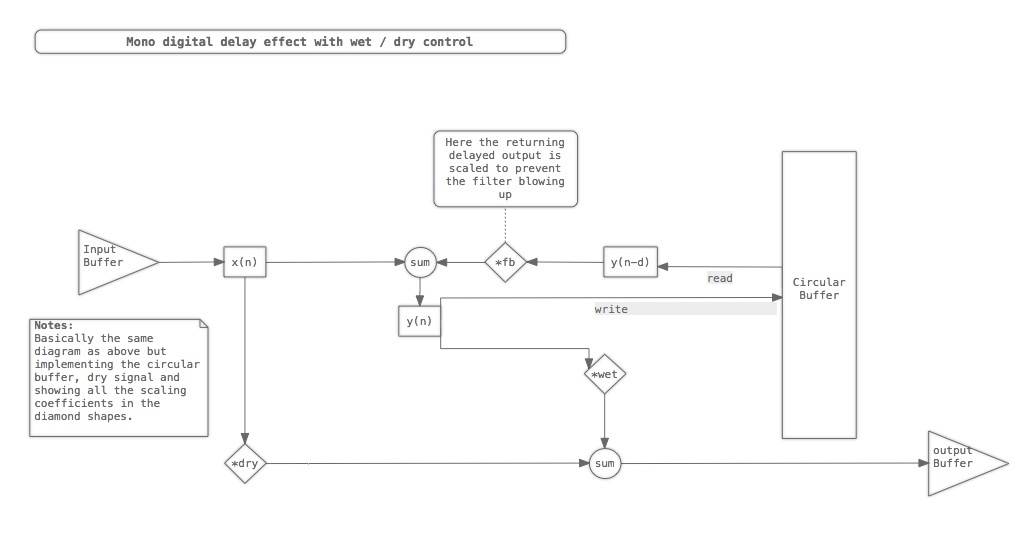 Mono digital delay effect with wet / dry control
Here the returning
delayed output is
scaled to prevent
the filter blowing
up
Input
Buffer
x(n)
sum
*fb
y(n-d)
read
Circular
Buffer
write
y(n)
Notes:
Basically the same
diagram as above but
implementing the circular
buffer, dry signal and
showing all the scaling
coefficients in the
diamond shapes.
*wet
*dry
sum
output
Buffer